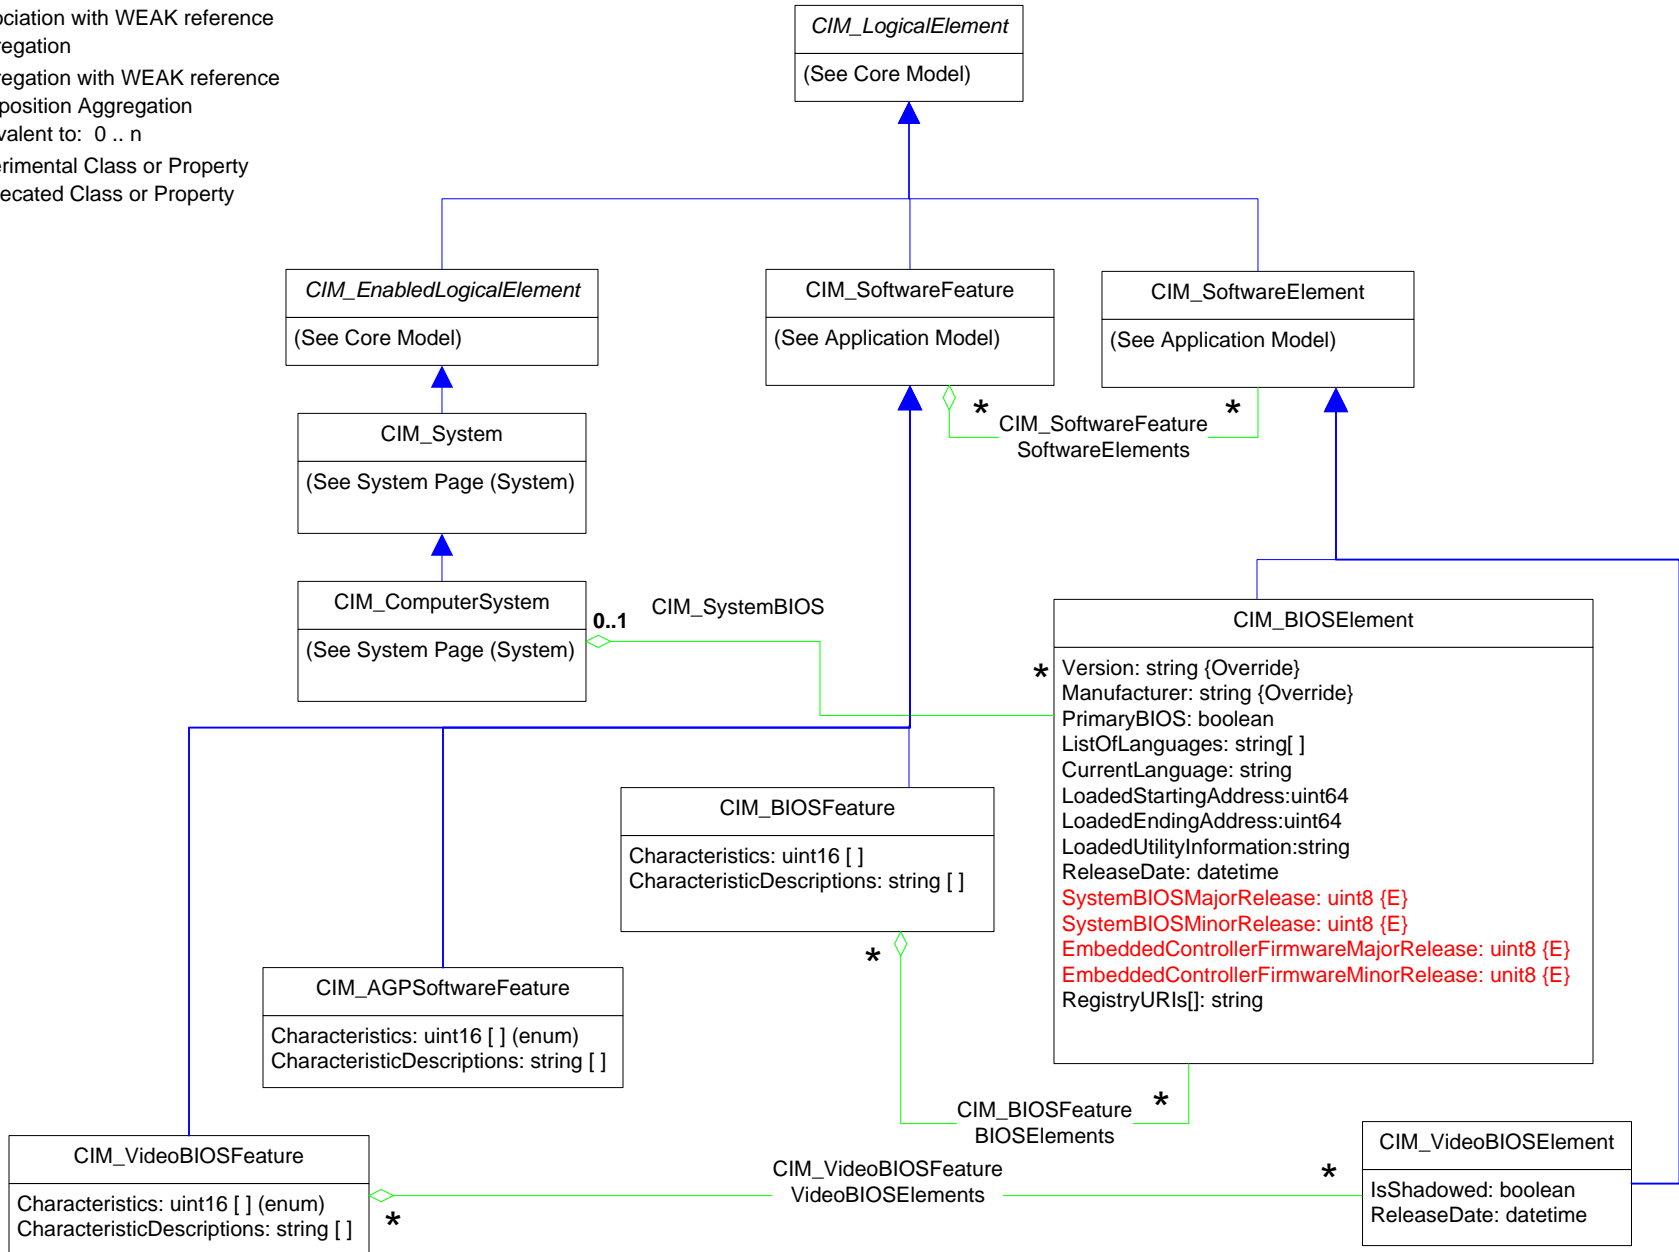 ociation with WEAK reference
regation
regation with WEAK reference
position Aggregation
valent to: 0 .. n
erimental Class or Property
recated Class or Property
CIM_LogicalElement
(See Core Model)
CIM_EnabledLogicalElement
(See Core Model)
CIM_SoftwareFeature
(See Application Model)
CIM_SoftwareElement
(See Application Model)
*
CIM_SoftwareFeature
SoftwareElements
*
CIM_System
(See System Page (System)
CIM_ComputerSystem
(See System Page (System)
0..1
CIM_SystemBIOS
*
CIM_BIOSElement
Version: string {Override}
Manufacturer: string {Override}
PrimaryBIOS: boolean
ListOfLanguages: string[ ]
CurrentLanguage: string
LoadedStartingAddress:uint64
LoadedEndingAddress:uint64
LoadedUtilityInformation:string
ReleaseDate: datetime
SystemBIOSMajorRelease: uint8 {E}
SystemBIOSMinorRelease: uint8 {E}
EmbeddedControllerFirmwareMajorRelease: uint8 {E}
EmbeddedControllerFirmwareMinorRelease: unit8 {E}
RegistryURIs[]: string
CIM_BIOSFeature
Characteristics: uint16 [ ]
CharacteristicDescriptions: string [ ]
*
CIM_BIOSFeature
BIOSElements
*
CIM_AGPSoftwareFeature
Characteristics: uint16 [ ] (enum)
CharacteristicDescriptions: string [ ]
CIM_VideoBIOSFeature
Characteristics: uint16 [ ] (enum)
CharacteristicDescriptions: string [ ]
*
CIM_VideoBIOSFeature
VideoBIOSElements
*
CIM_VideoBIOSElement
IsShadowed: boolean
ReleaseDate: datetime